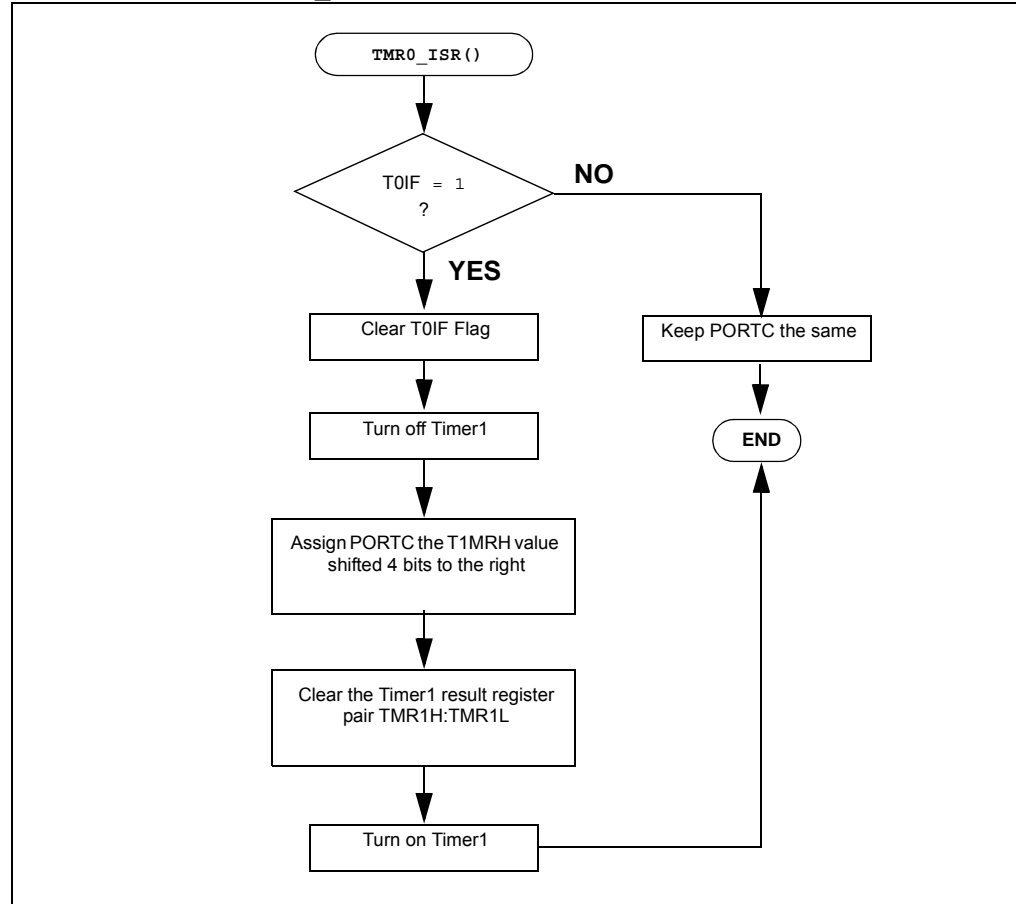 TMR0_ISR()
T0IF = 1
?
NO
YES
Clear T0IF Flag
Keep PORTC the same
Turn off Timer1
END
Assign PORTC the T1MRH value
shifted 4 bits to the right
Clear the Timer1 result register
pair TMR1H:TMR1L
Turn on Timer1